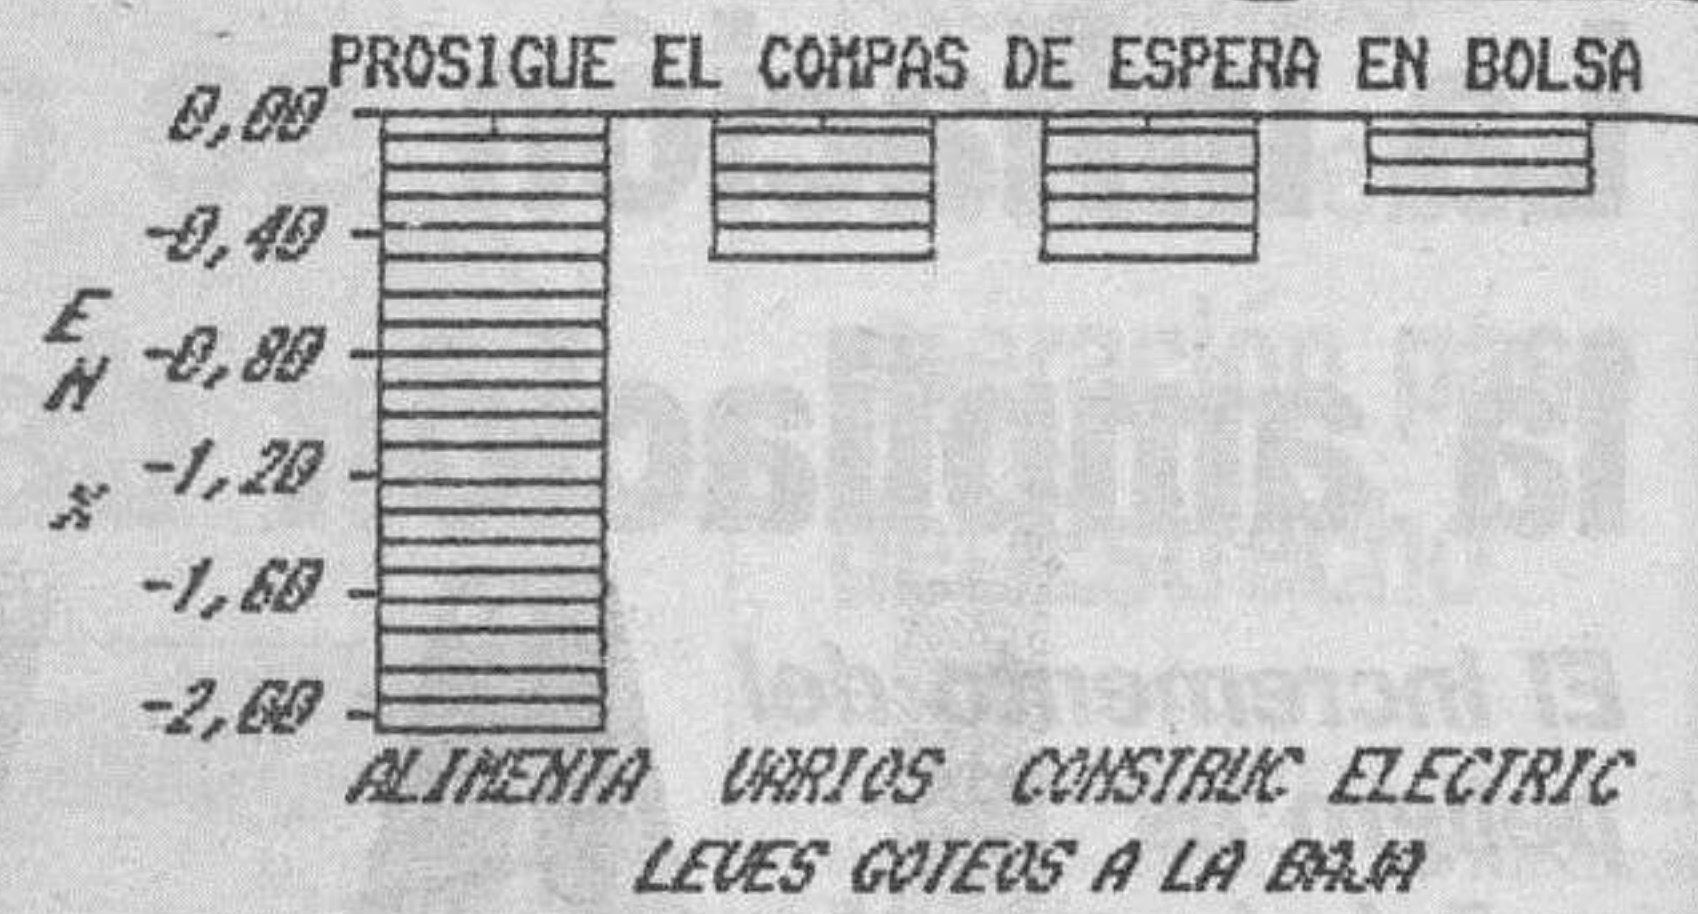 PROSIGUE EL COMPAS DE ESPERA EN BOLSA
0,00
-0,40
-0,80
-1,20
-1,60
-2,00
EN %
ALIMENTA VARIOS CONSTRUC ELECTRIC
LEVES GOTEOS A LA BAJA